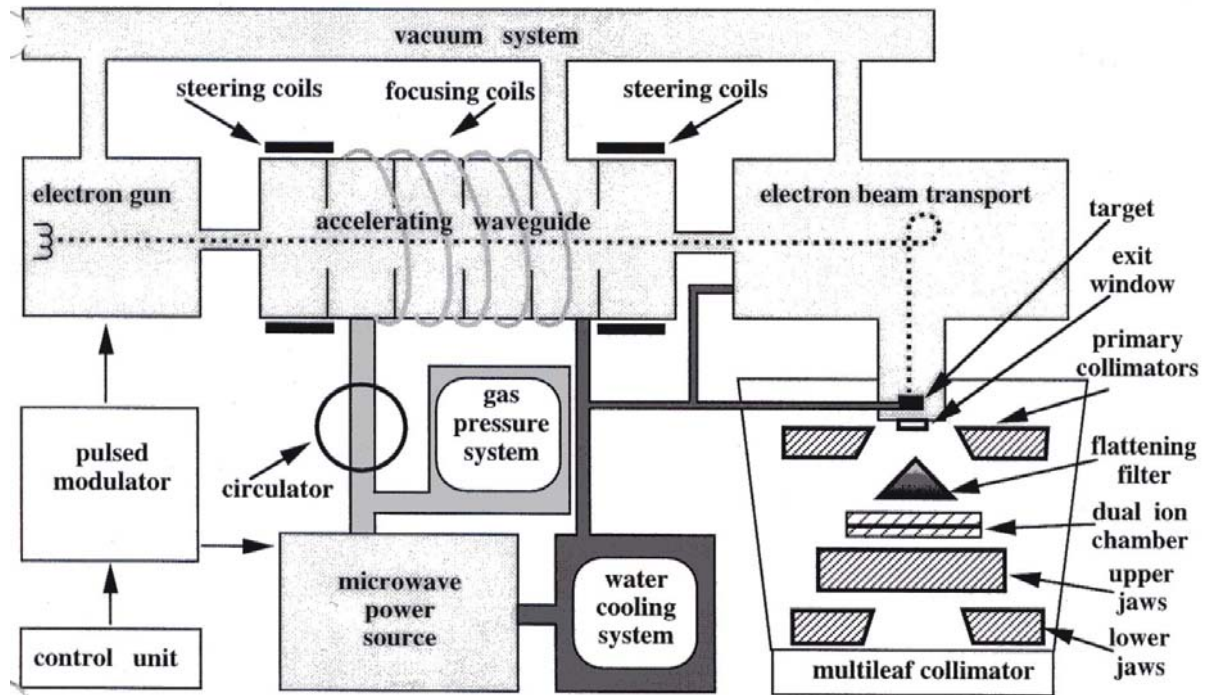 vacuum system
steering coils
focusing coils
steering coils
electron gun
accelerating waveguide
electron beam transport
target
exit
window
primary
collimators
flattening
filter
dual ion
chamber
upper
jaws
lower
jaws
multileaf collimator
gas
pressure
system
circulator
pulsed
modulator
microwave
power
source
water
cooling
system
control unit